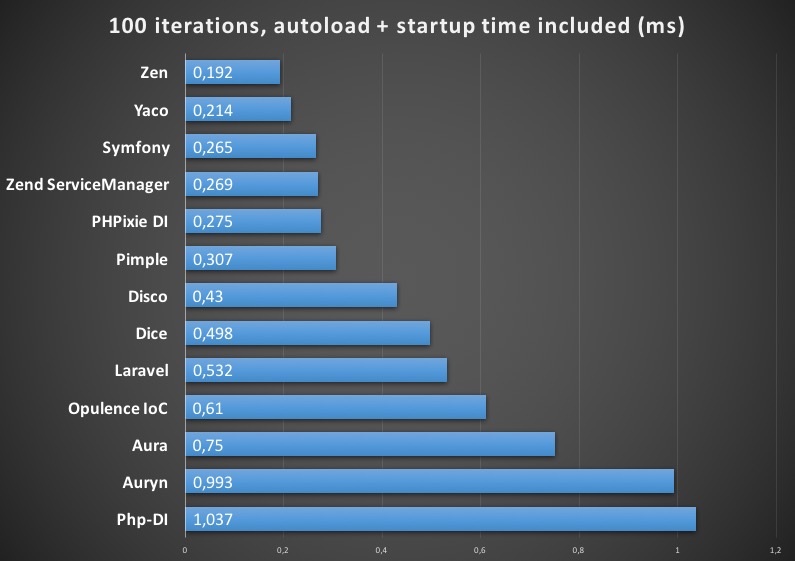 100 iterations, autoload + startup time included (ms)
Zen 0,192
Yaco 0,214
Symfony 0,265
Zend ServiceManager 0,269
PHPixie DI 0,275
Pimple 0,307
Disco 0,43
Dice 0,498
Laravel 0,532
Opulence IoC 0,61
Aura 0,75
Auryn 0,993
Php-DI 1,037
0 0,2 0,4 0,6 0,8 1 1,2